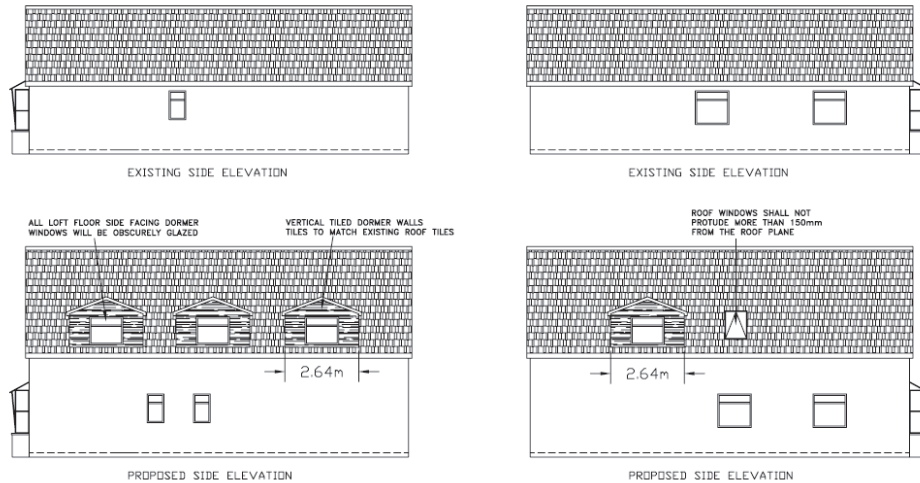 EXISTING SIDE ELEVATION
EXISTING SIDE ELEVATION
ALL LOFT FLOOR SIDE FACING DORMER
WINDOWS WILL BE OBSCURELY GLAZED
VERTICAL TILED DORMER WALLS
TILES TO MATCH EXISTING ROOF TILES
ROOF WINDOWS SHALL NOT
PROTUDE MORE THAN 150mm
FROM THE ROOF PLANE
2.64m
2.64m
PROPOSED SIDE ELEVATION
PROPOSED SIDE ELEVATION